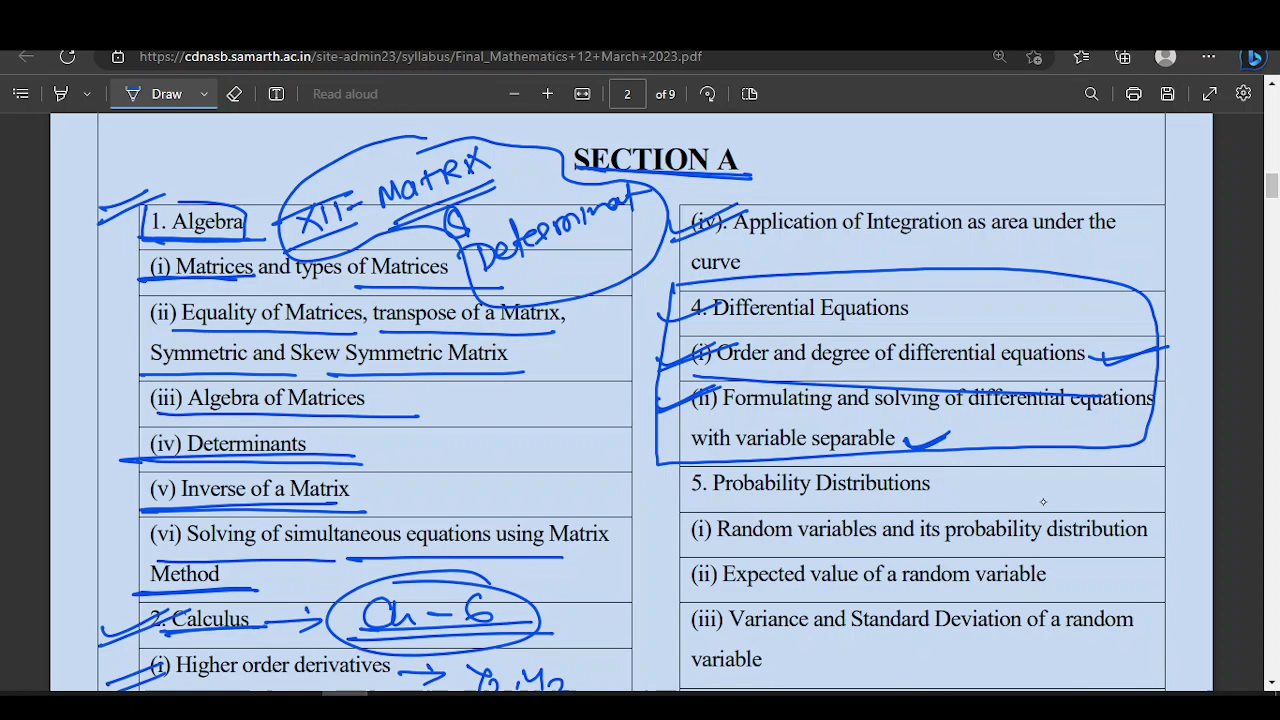 https://cdnasb.samarth.ac.in/site-admin23/syllabus/Final_Mathematics+12+March+2023.pdf
Draw
Read aloud
2
of 9
SECTION A
XII - Matrix
&
Determinat
1. Algebra
(i) Matrices and types of Matrices
(ii) Equality of Matrices, transpose of a Matrix,
Symmetric and Skew Symmetric Matrix
(iii) Algebra of Matrices
(iv) Determinants
(v) Inverse of a Matrix
(vi) Solving of simultaneous equations using Matrix
Method
2. Calculus → Ch - 6
(i) Higher order derivatives → y2, y3
(iv). Application of Integration as area under the
curve
4. Differential Equations
(i) Order and degree of differential equations
(ii) Formulating and solving of differential equations
with variable separable
5. Probability Distributions
(i) Random variables and its probability distribution
(ii) Expected value of a random variable
(iii) Variance and Standard Deviation of a random
variable